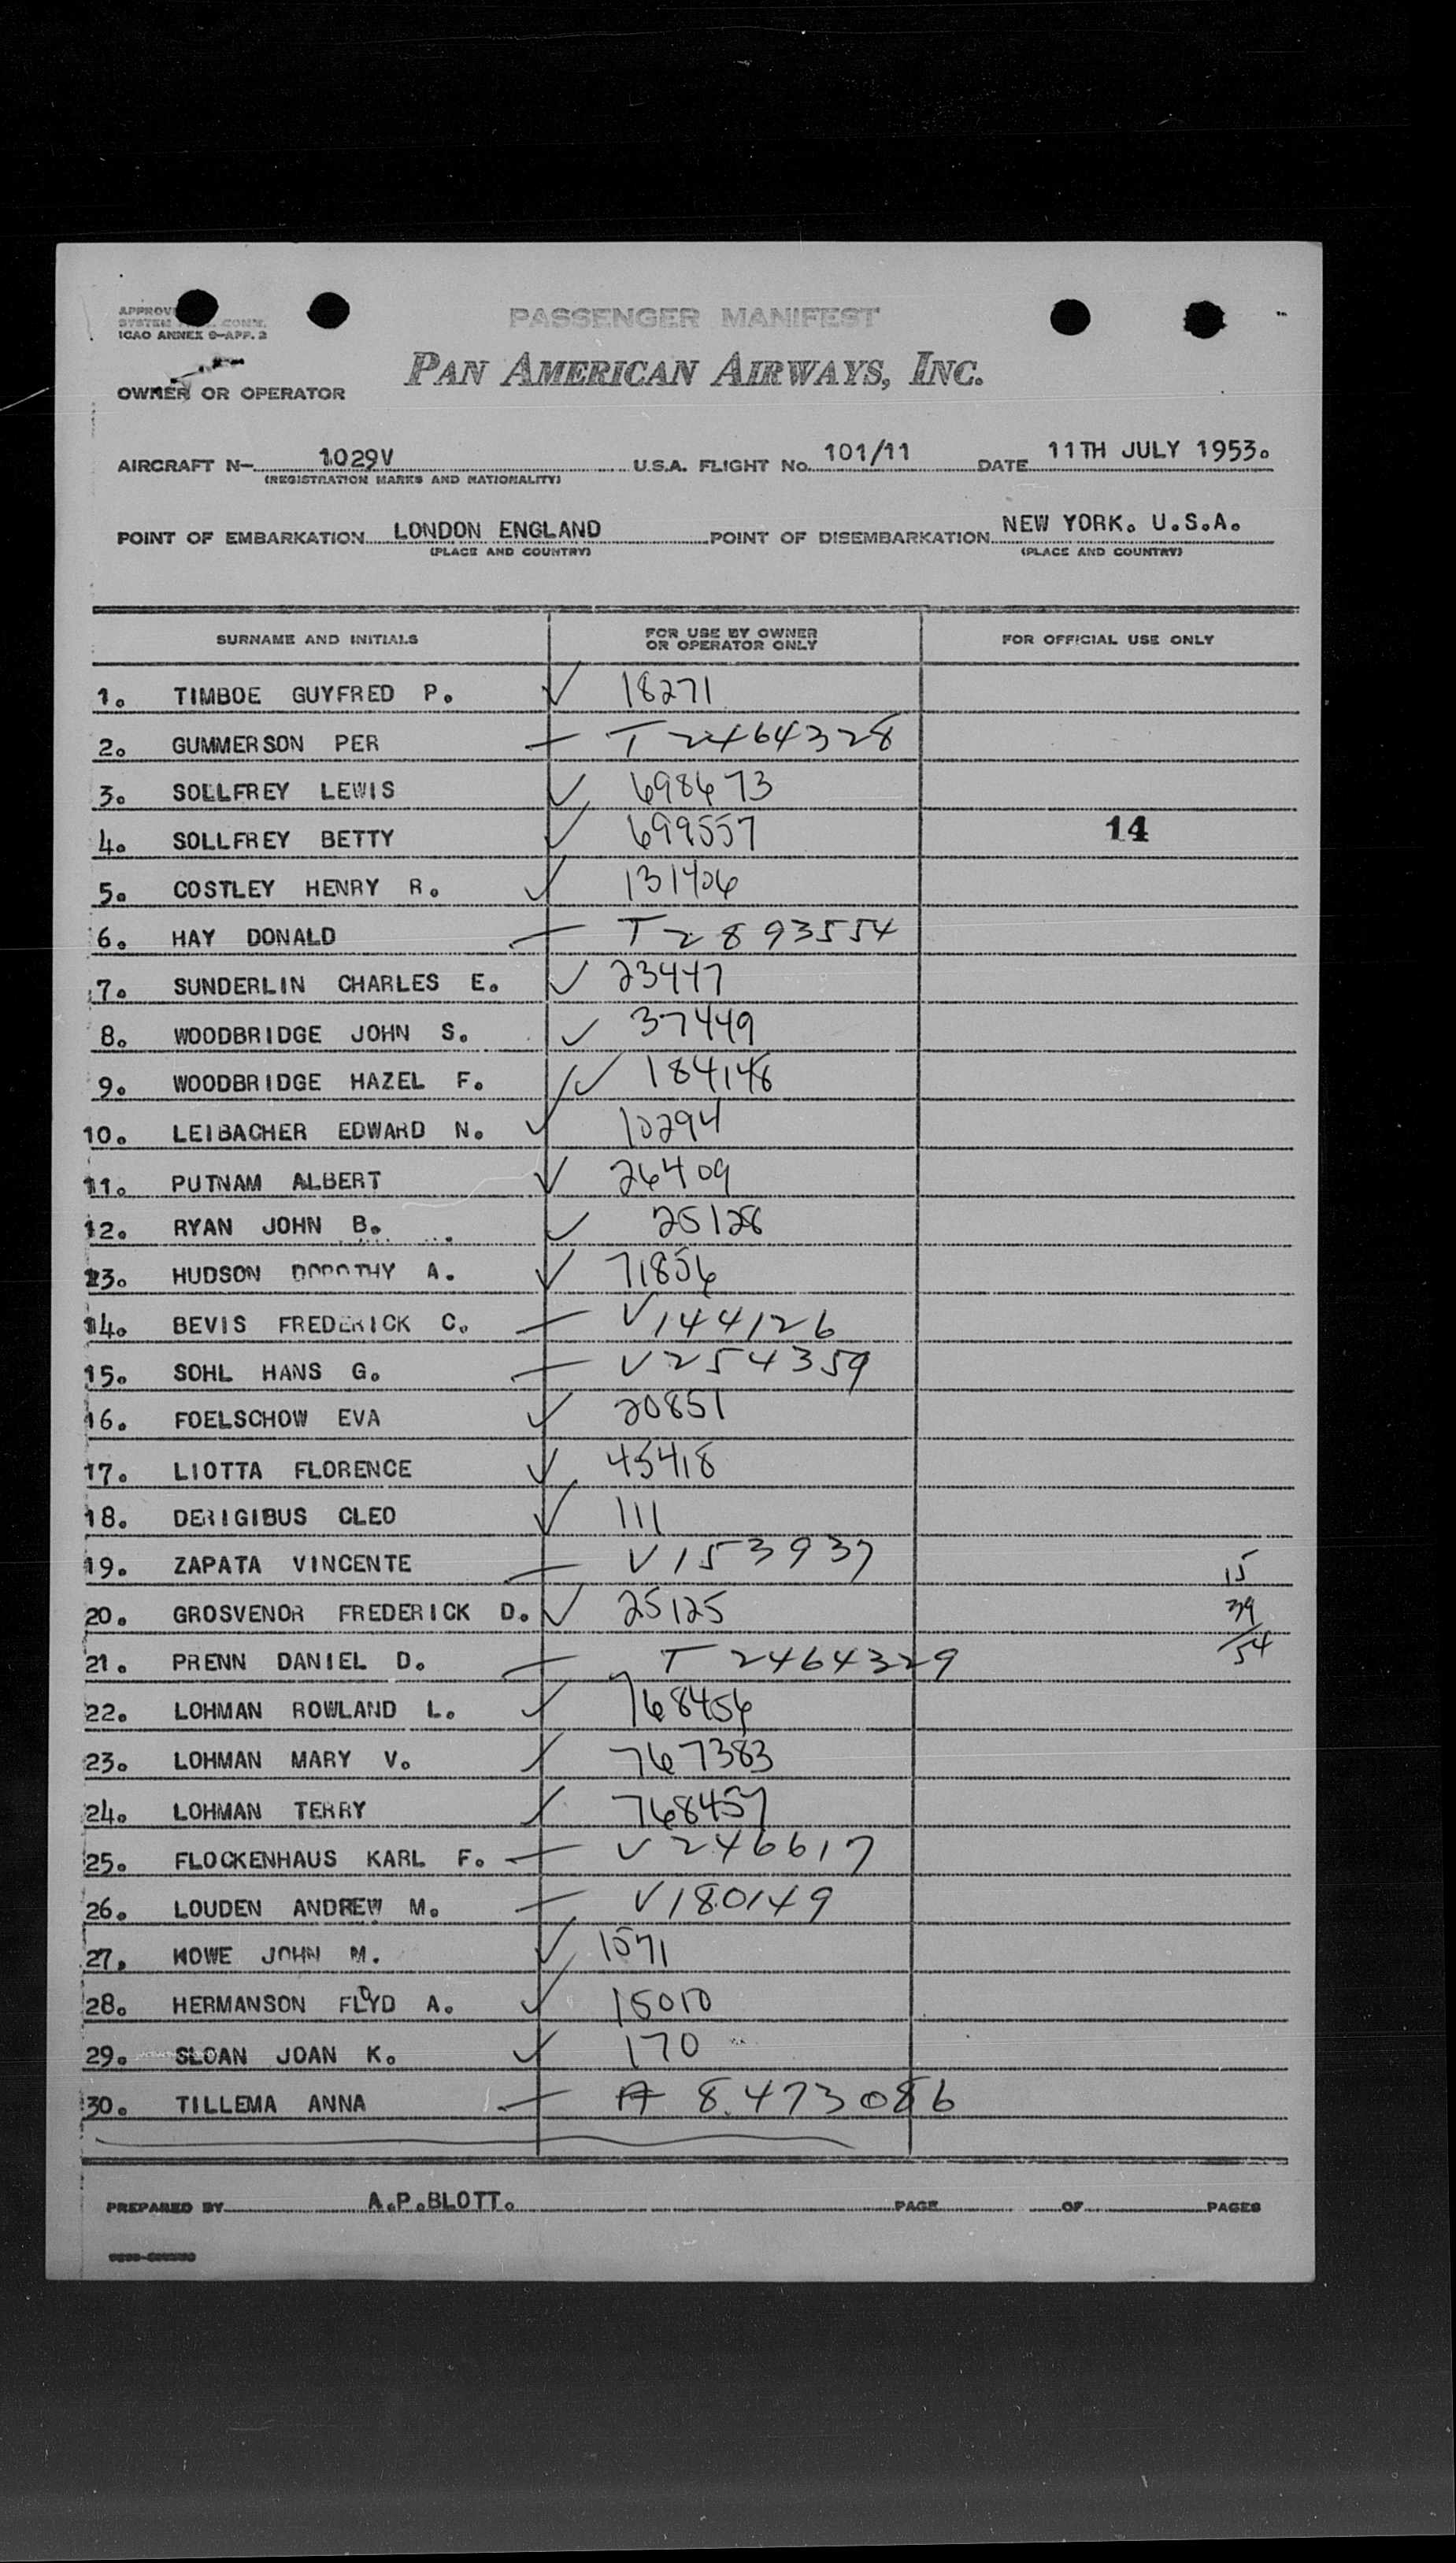 PASSENGER MANIFEST
ICAO ANNEX 9-APP. 2
PAN AMERICAN AIRWAYS, INC.
OWNER OR OPERATOR
AIRCRAFT N- 1029V U.S.A. FLIGHT No. 101/11 DATE 11TH JULY 1953.
(REGISTRATION MARKS AND NATIONALITY)
POINT OF EMBARKATION LONDON ENGLAND POINT OF DISEMBARKATION NEW YORK. U.S.A.
(PLACE AND COUNTRY) (PLACE AND COUNTRY)
SURNAME AND INITIALS FOR USE BY OWNER OR OPERATOR ONLY FOR OFFICIAL USE ONLY
1. TIMBOE GUYFRED P. ✓ 18271
2. GUMMERSON PER — T2464328
3. SOLLFREY LEWIS ✓ 698673
4. SOLLFREY BETTY ✓ 699557 14
5. COSTLEY HENRY R. ✓ 131406
6. HAY DONALD — T2893554
7. SUNDERLIN CHARLES E. ✓ 23447
8. WOODBRIDGE JOHN S. ✓ 37449
9. WOODBRIDGE HAZEL F. ✓✓ 184148
10. LEIBACHER EDWARD N. ✓ 10294
11. PUTNAM ALBERT ✓ 26409
12. RYAN JOHN B. ✓ 25128
13. HUDSON DOROTHY A. ✓ 71856
14. BEVIS FREDERICK C. — V144126
15. SOHL HANS G. — V254359
16. FOELSCHOW EVA ✓ 20851
17. LIOTTA FLORENCE ✓ 45418
18. DERIGIBUS CLEO ✓ 111
19. ZAPATA VINCENTE — V153937 15
20. GROSVENOR FREDERICK D. ✓ 25125 39
21. PRENN DANIEL D. — T2464329 54
22. LOHMAN ROWLAND L. ✓ 768456
23. LOHMAN MARY V. ✓ 767383
24. LOHMAN TERRY ✓ 768457
25. FLOCKENHAUS KARL F. — V246617
26. LOUDEN ANDREW M. — V180149
27. HOWE JOHN M. ✓ 1571
28. HERMANSON FLOYD A. ✓ 15010
29. SLOAN JOAN K. ✓ 170
30. TILLEMA ANNA — A 8.473086
PREPARED BY A.P.BLOTT. PAGE OF PAGES